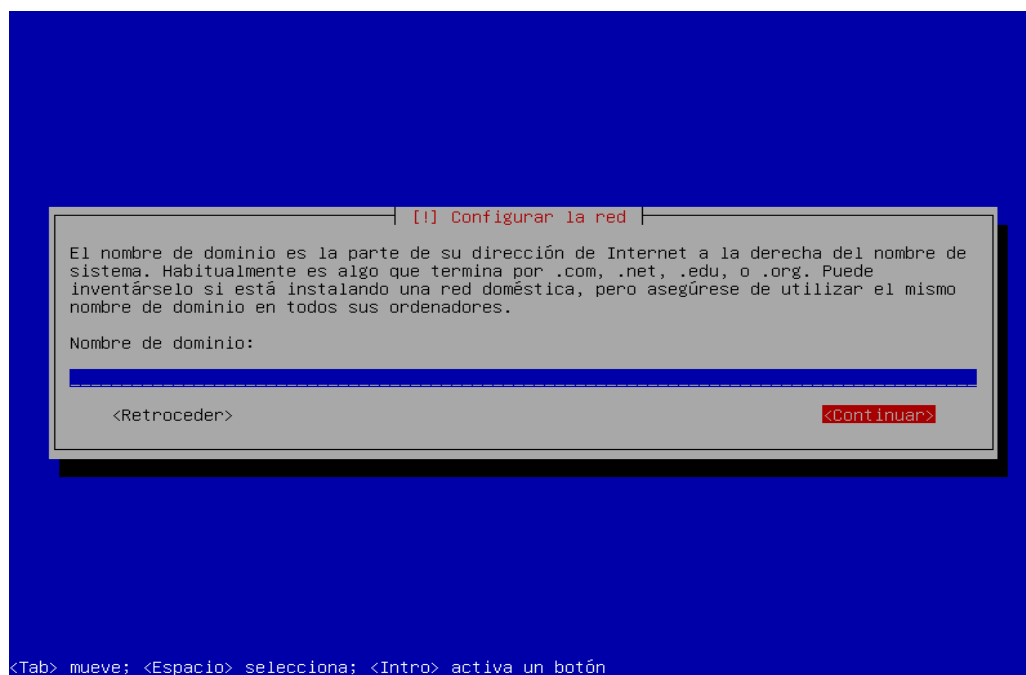 [!] Configurar la red
El nombre de dominio es la parte de su dirección de Internet a la derecha del nombre de
sistema. Habitualmente es algo que termina por .com, .net, .edu, o .org. Puede
inventárselo si está instalando una red doméstica, pero asegúrese de utilizar el mismo
nombre de dominio en todos sus ordenadores.
Nombre de dominio:
<Retroceder> <Continuar>
<Tab> mueve; <Espacio> selecciona; <Intro> activa un botón